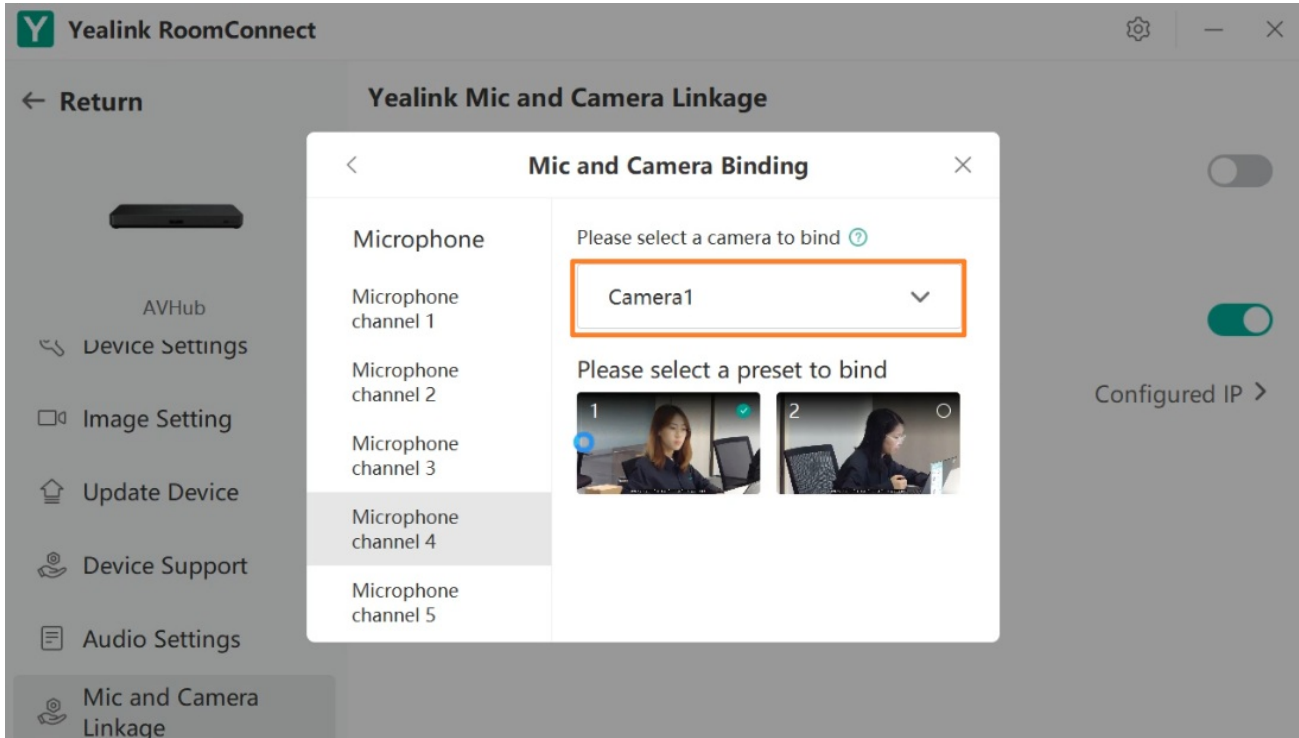 Yealink RoomConnect
Return
Yealink Mic and Camera Linkage
AVHub
Device Settings
Image Setting
Update Device
Device Support
Audio Settings
Mic and Camera
Linkage
Mic and Camera Binding
Microphone
Microphone
channel 1
Microphone
channel 2
Microphone
channel 3
Microphone
channel 4
Microphone
channel 5
Please select a camera to bind
Camera1
Please select a preset to bind
1
2
Configured IP